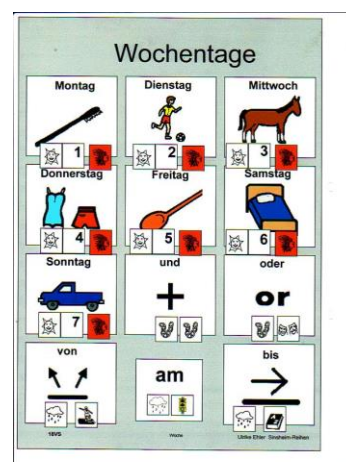 Wochentage
Montag Dienstag Mittwoch
1 2 3
Donnerstag Freitag Samstag
4 5 6
Sonntag und oder
+ or
7
von am bis
Ulrike Ehler Sinsheim-Reihen